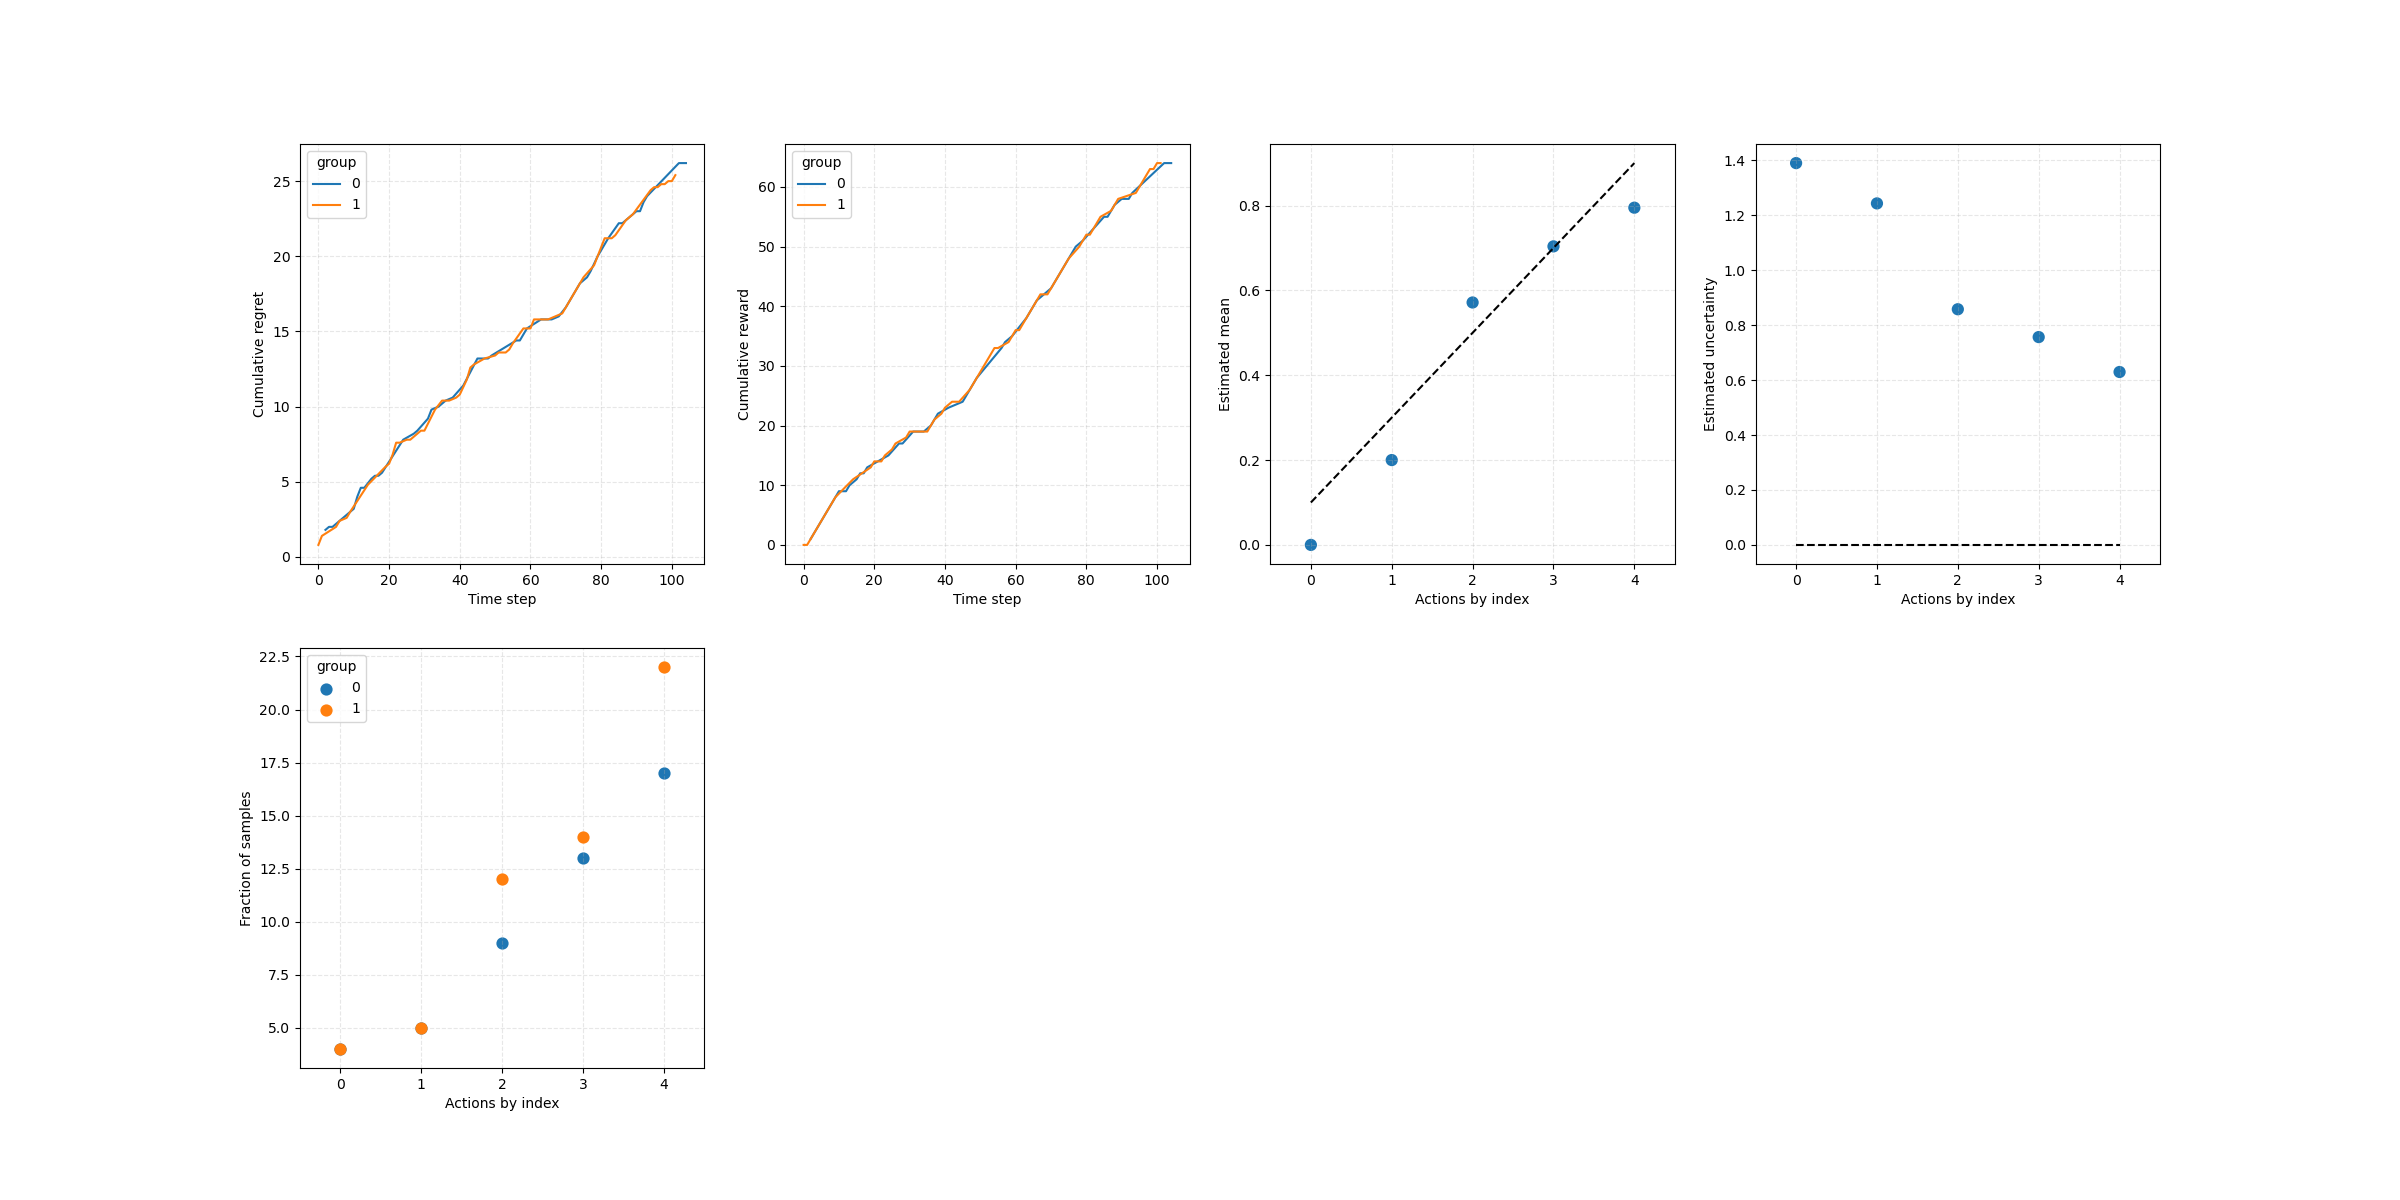 group
0
1
25
20
15
10
5
0
Cumulative regret
0 20 40 60 80 100
Time step
group
0
1
60
50
40
30
20
10
0
Cumulative reward
0 20 40 60 80 100
Time step
0.8
0.6
0.4
0.2
0.0
Estimated mean
0 1 2 3 4
Actions by index
1.4
1.2
1.0
0.8
0.6
0.4
0.2
0.0
Estimated uncertainty
0 1 2 3 4
Actions by index
group
0
1
22.5
20.0
17.5
15.0
12.5
10.0
7.5
5.0
Fraction of samples
0 1 2 3 4
Actions by index